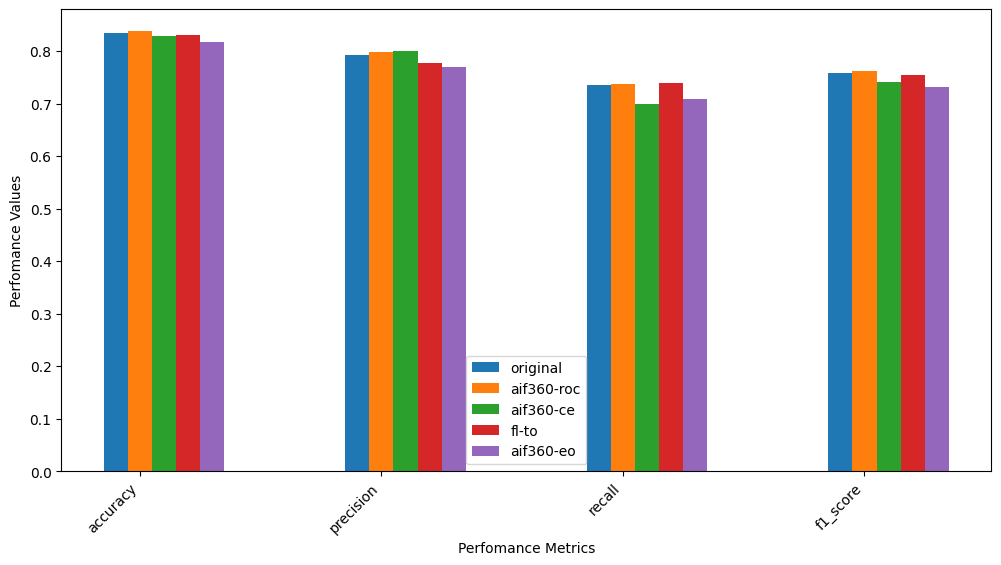 Perfomance Values
0.8
0.7
0.6
0.5
0.4
0.3
0.2
0.1
0.0
original
aif360-roc
aif360-ce
fl-to
aif360-eo
accuracy
precision
recall
f1_score
Perfomance Metrics